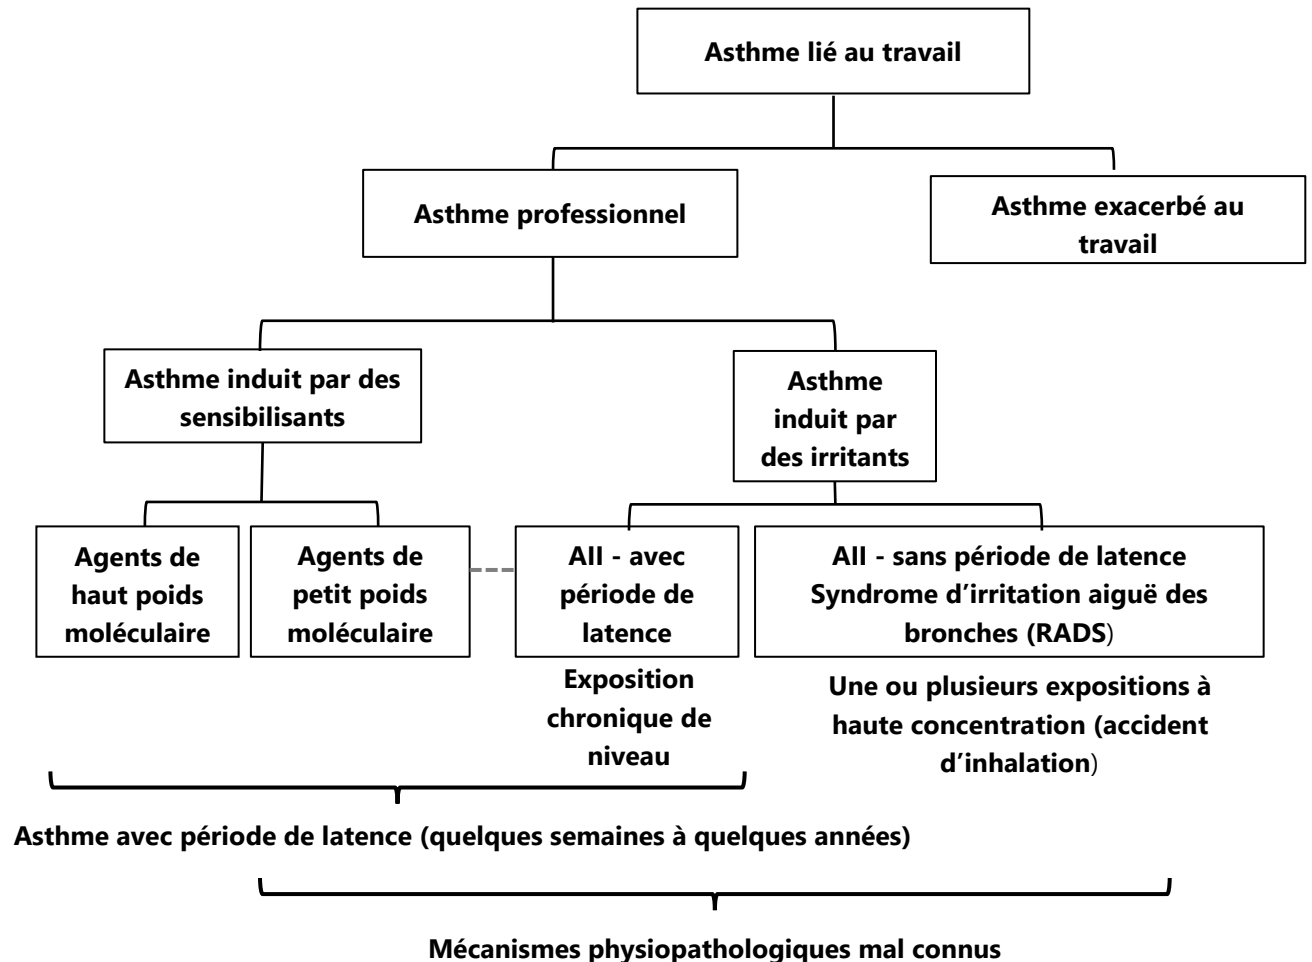 Asthme lié au travail
Asthme professionnel
Asthme exacerbé au
travail
Asthme induit par des
sensibilisants
Asthme
induit par
des irritants
Agents de
haut poids
moléculaire
Agents de
petit poids
moléculaire
AII - avec
période de
latence
AII - sans période de latence
Syndrome d’irritation aiguë des
bronches (RADS)
Exposition
chronique de
niveau
Une ou plusieurs expositions à
haute concentration (accident
d’inhalation)
Asthme avec période de latence (quelques semaines à quelques années)
Mécanismes physiopathologiques mal connus